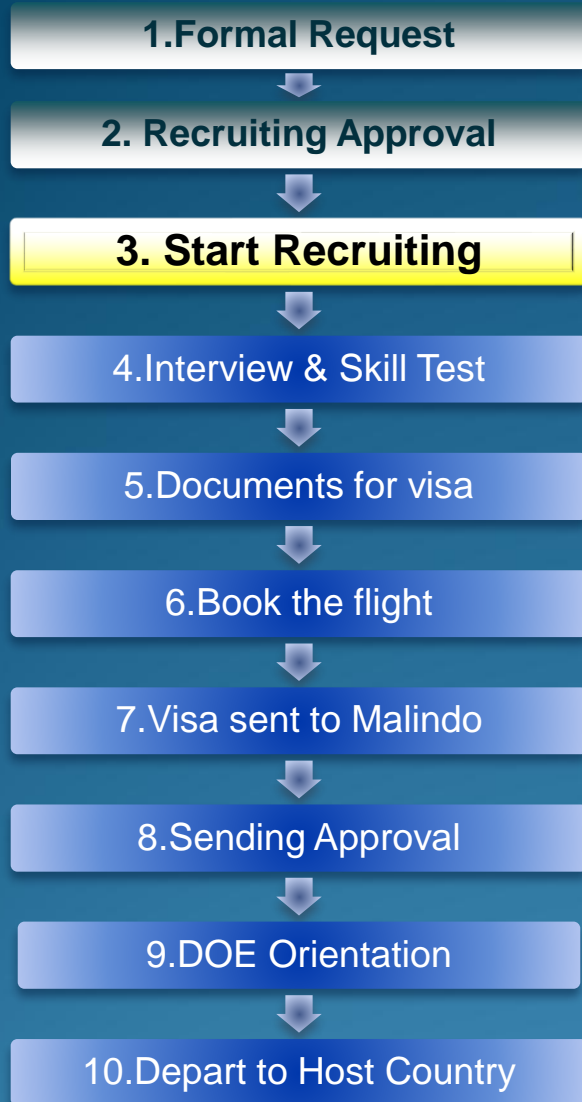 1.Formal Request
2. Recruiting Approval
3. Start Recruiting
4.Interview & Skill Test
5.Documents for visa
6.Book the flight
7.Visa sent to Malindo
8.Sending Approval
9.DOE Orientation
10.Depart to Host Country